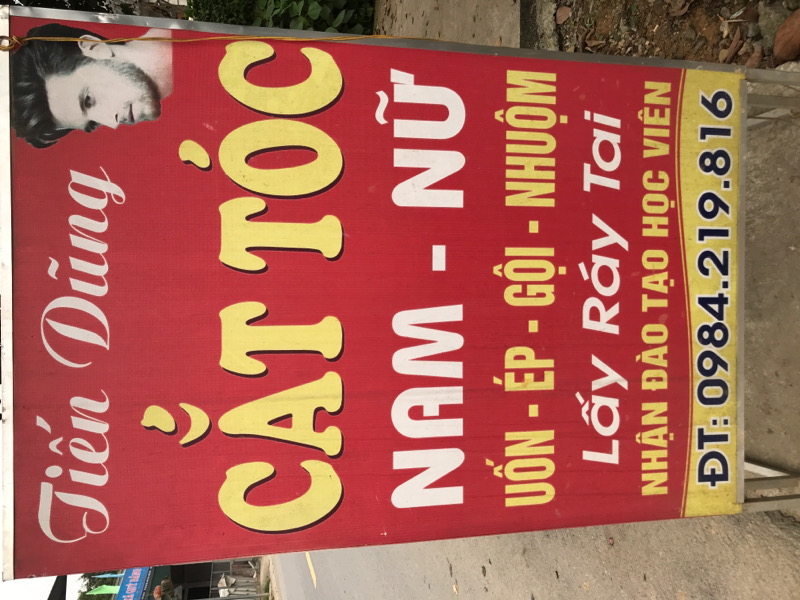 Tiến Dũng
CẮT TÓC
NAM - NỮ
UỐN - ÉP - GỘI - NHUỘM
Lấy Ráy Tai
NHẬN ĐÀO TẠO HỌC VIÊN
ĐT: 0984.219.816